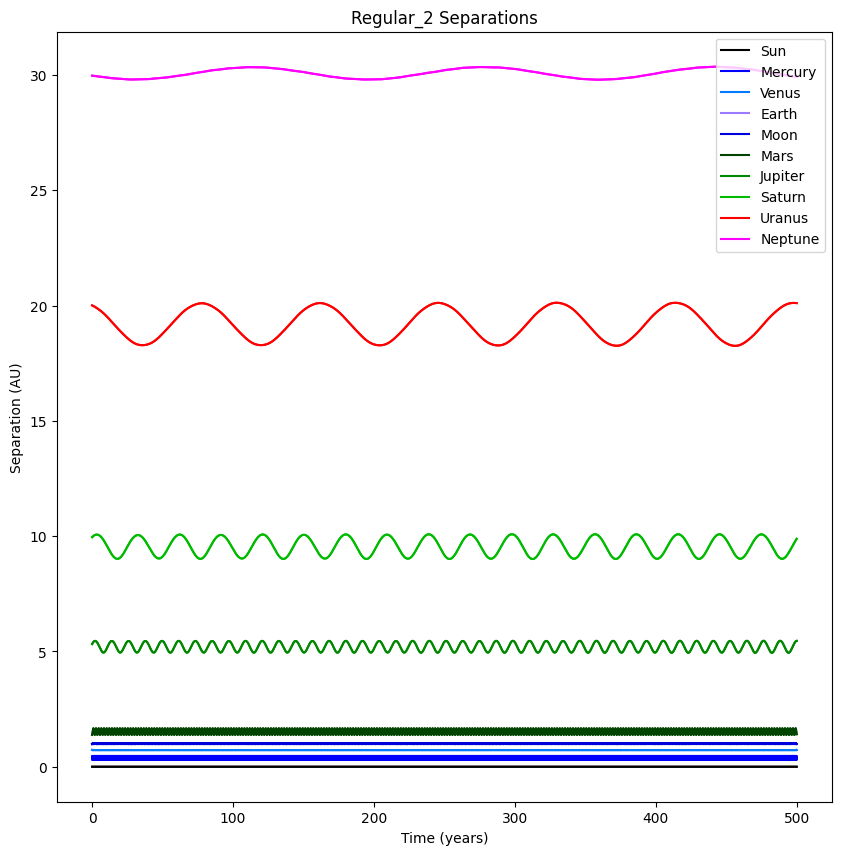 Regular_2 Separations
Sun
Mercury
Venus
Earth
Moon
Mars
Jupiter
Saturn
Uranus
Neptune
30
25
20
15
10
5
0
Separation (AU)
0
100
200
300
400
500
Time (years)